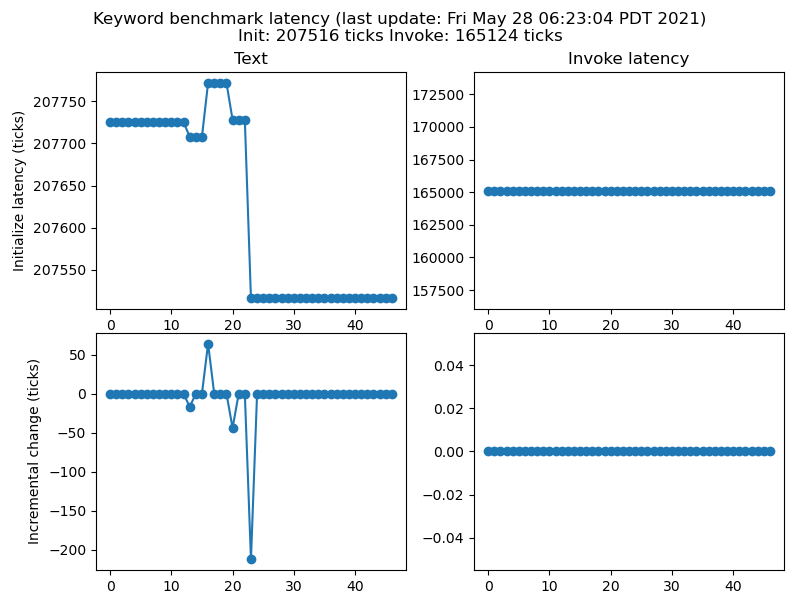 Keyword benchmark latency (last update: Fri May 28 06:23:04 PDT 2021)
Init: 207516 ticks Invoke: 165124 ticks
Text
Invoke latency
Initialize latency (ticks)
207750
207700
207650
207600
207550
0 10 20 30 40
172500
170000
167500
165000
162500
160000
157500
0 10 20 30 40
Incremental change (ticks)
50
0
−50
−100
−150
−200
0 10 20 30 40
0.04
0.02
0.00
−0.02
−0.04
0 10 20 30 40